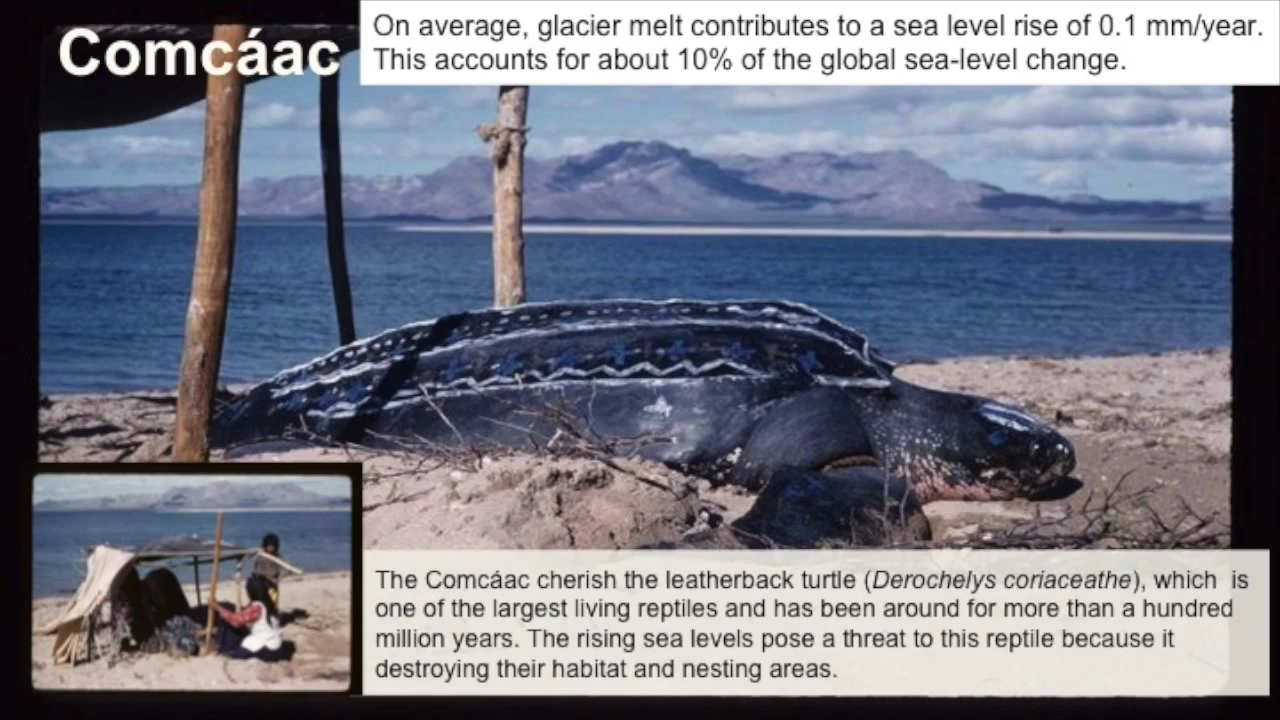 Comcáac
On average, glacier melt contributes to a sea level rise of 0.1 mm/year.
This accounts for about 10% of the global sea-level change.
The Comcáac cherish the leatherback turtle (Derochelys coriaceathe), which is
one of the largest living reptiles and has been around for more than a hundred
million years. The rising sea levels pose a threat to this reptile because it
destroying their habitat and nesting areas.